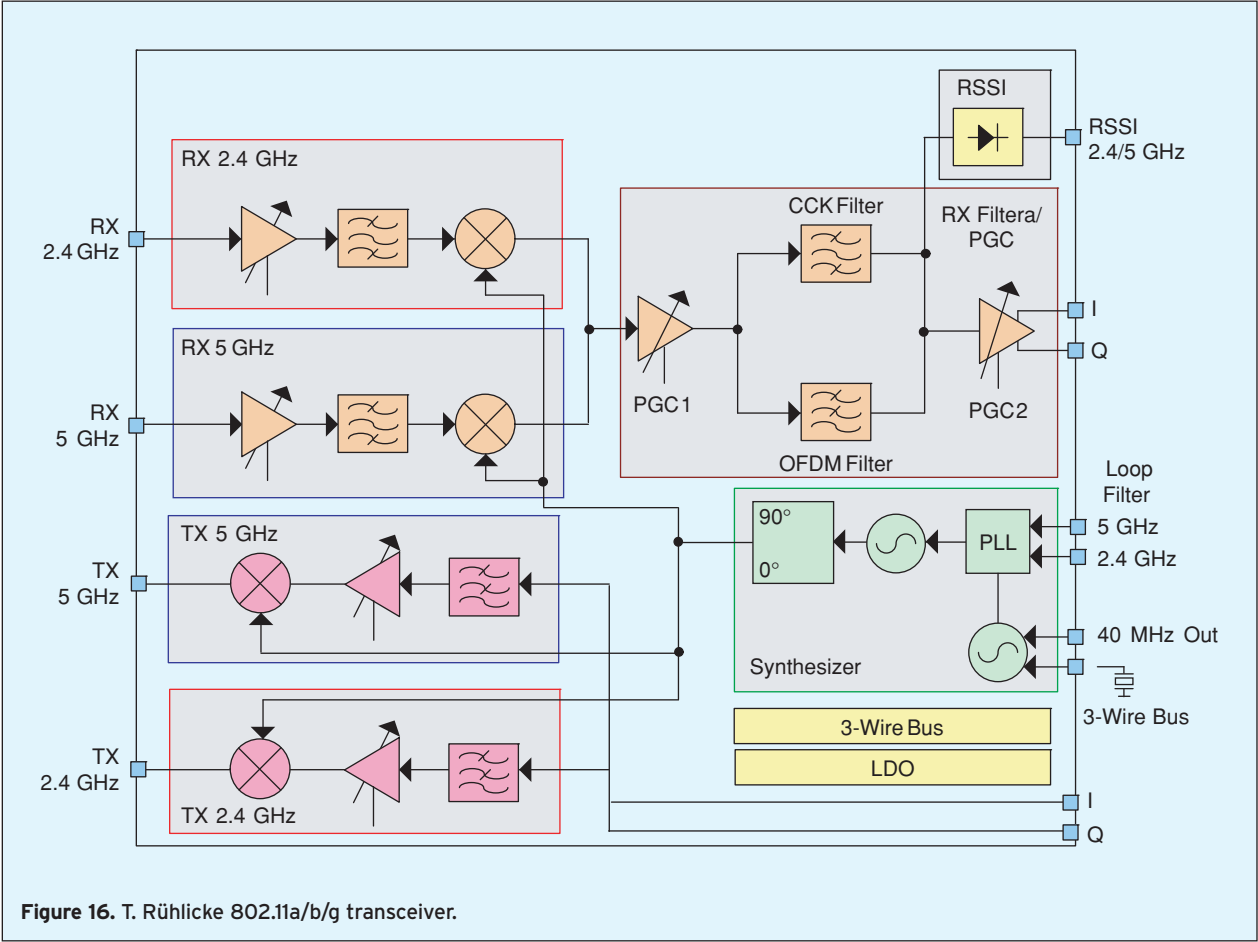 RSSI
RSSI
2.4/5 GHz
RX 2.4 GHz
RX
2.4 GHz
CCK Filter
RX Filtera/
PGC
I
Q
PGC1
PGC2
OFDM Filter
RX 5 GHz
RX
5 GHz
Loop
Filter
5 GHz
2.4 GHz
90°
0°
PLL
40 MHz Out
Synthesizer
3-Wire Bus
TX 5 GHz
TX
5 GHz
3-Wire Bus
LDO
TX
2.4 GHz
TX 2.4 GHz
I
Q
Figure 16. T. Rühlicke 802.11a/b/g transceiver.